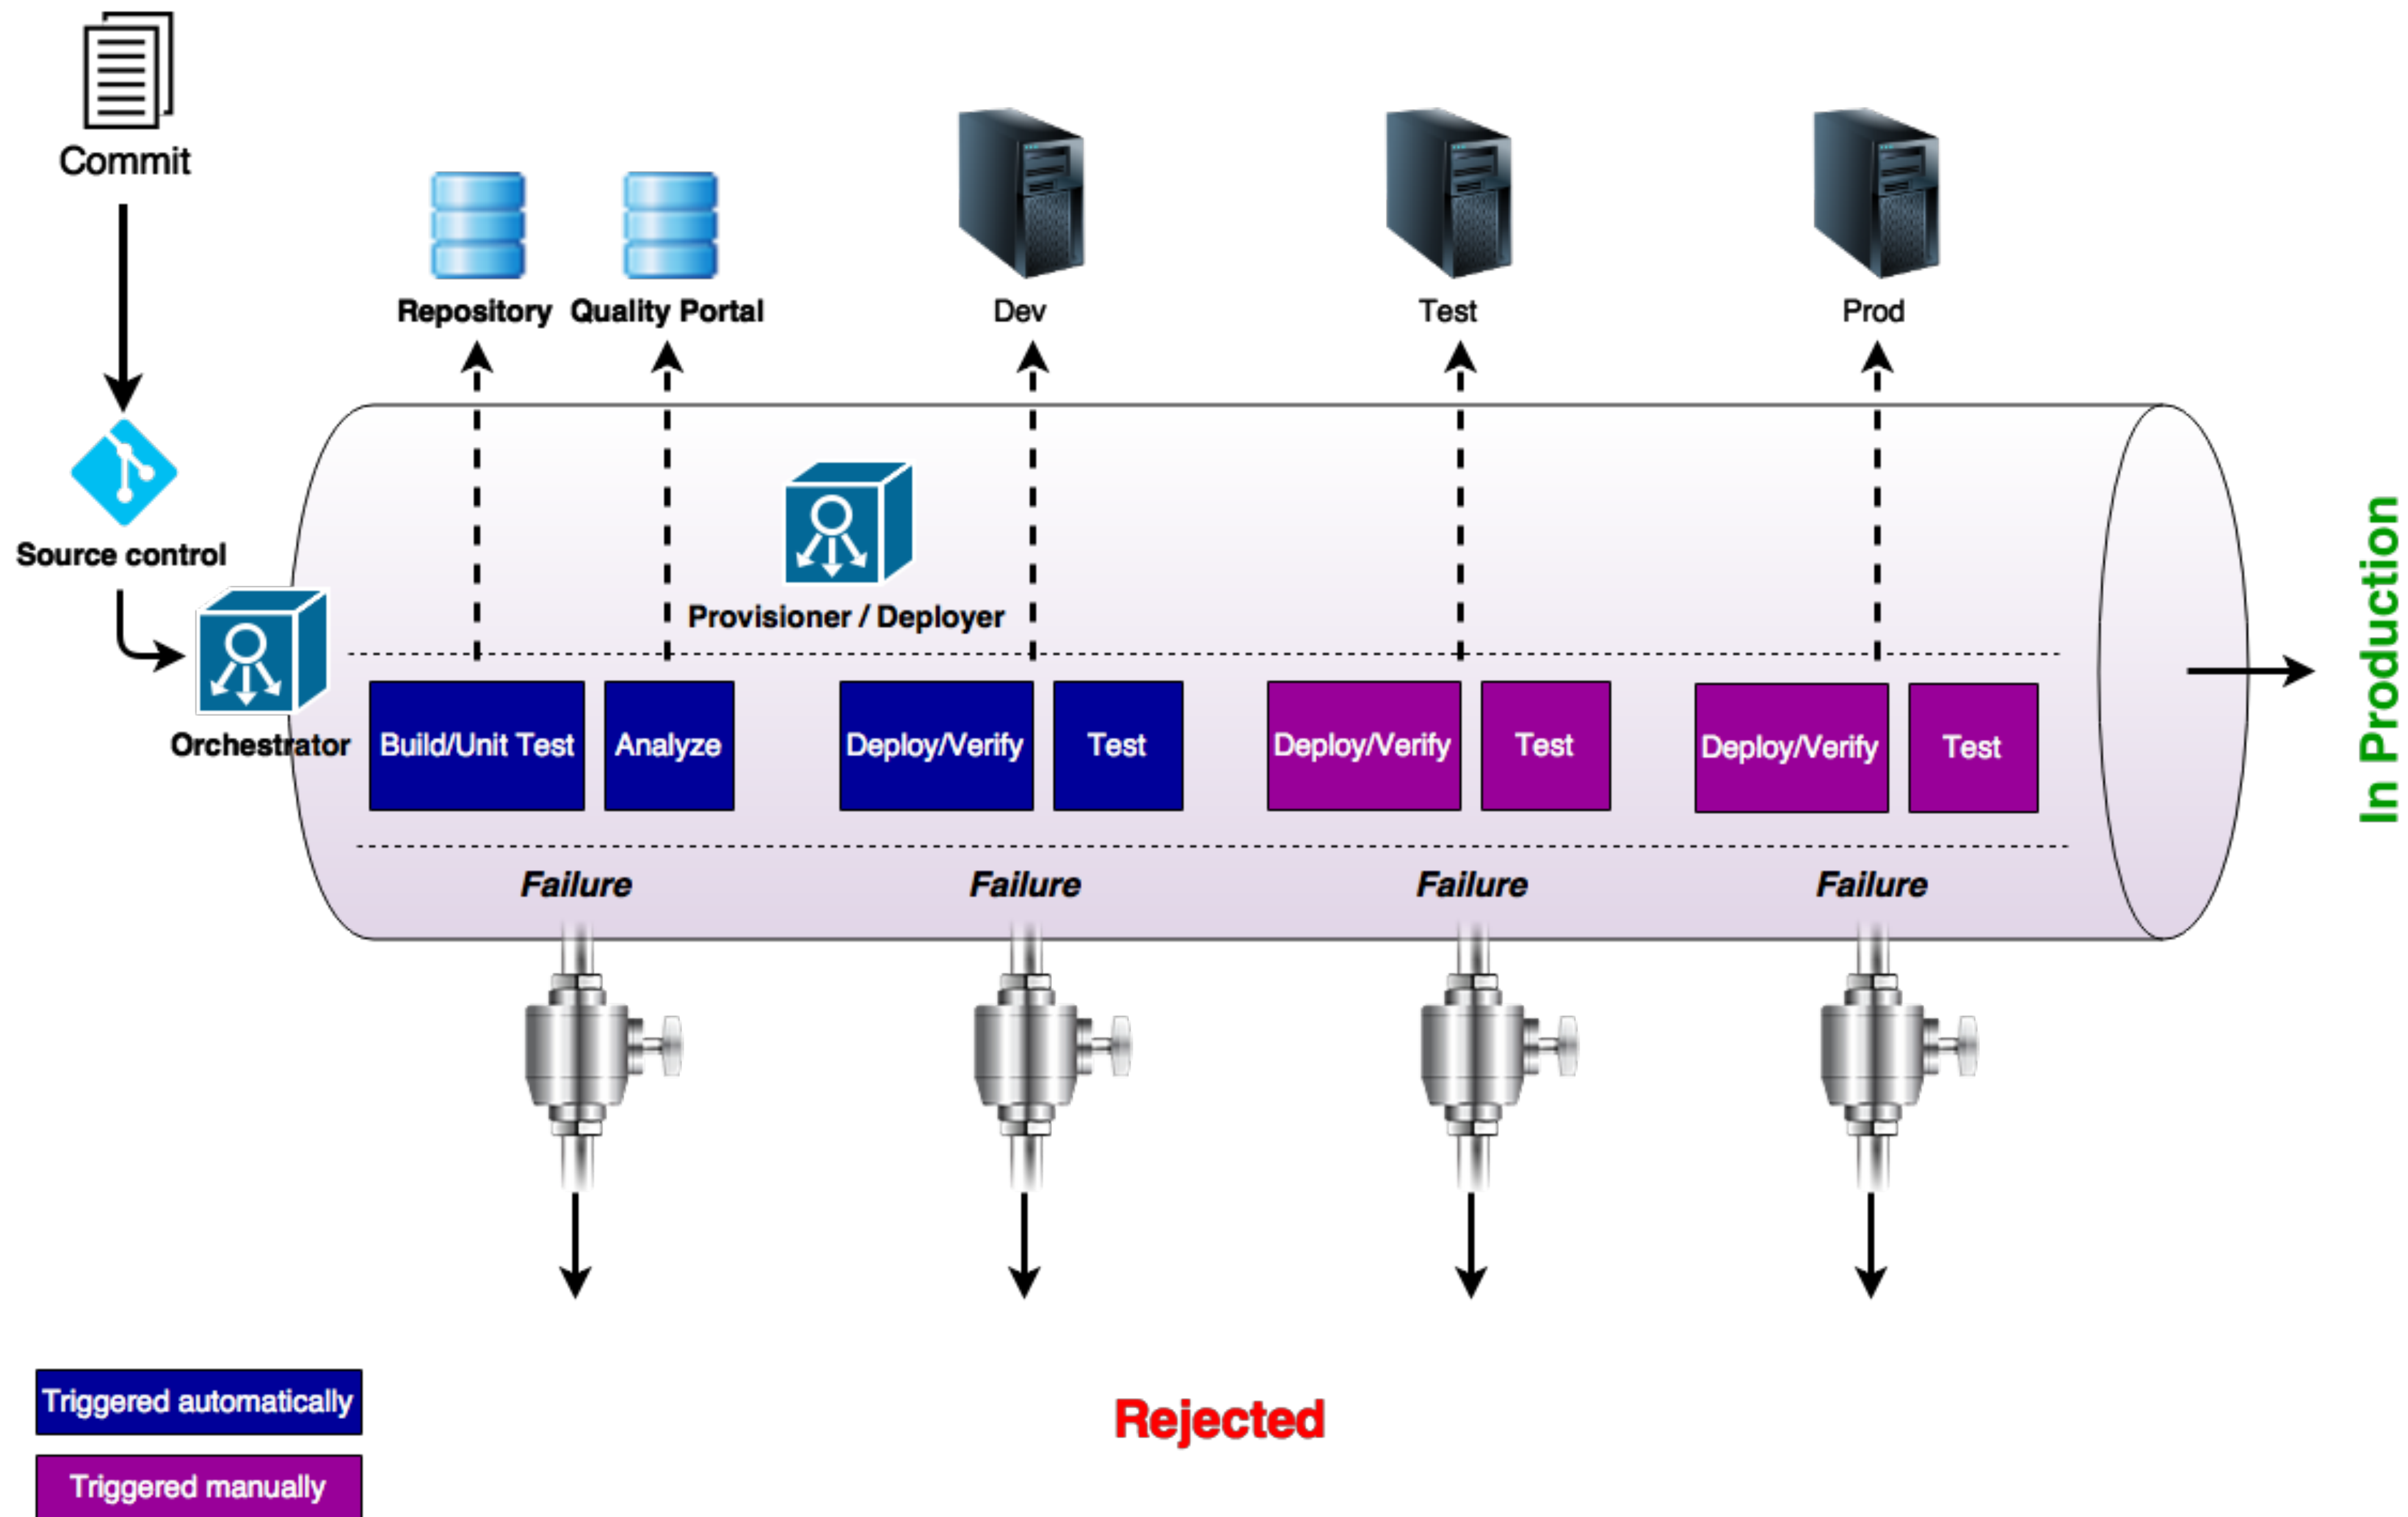 Commit
Repository
Quality Portal
Dev
Test
Prod
Source control
Provisioner / Deployer
Orchestrator
Build/Unit Test
Analyze
Deploy/Verify
Test
Deploy/Verify
Test
Deploy/Verify
Test
In Production
Failure
Failure
Failure
Failure
Triggered automatically
Rejected
Triggered manually